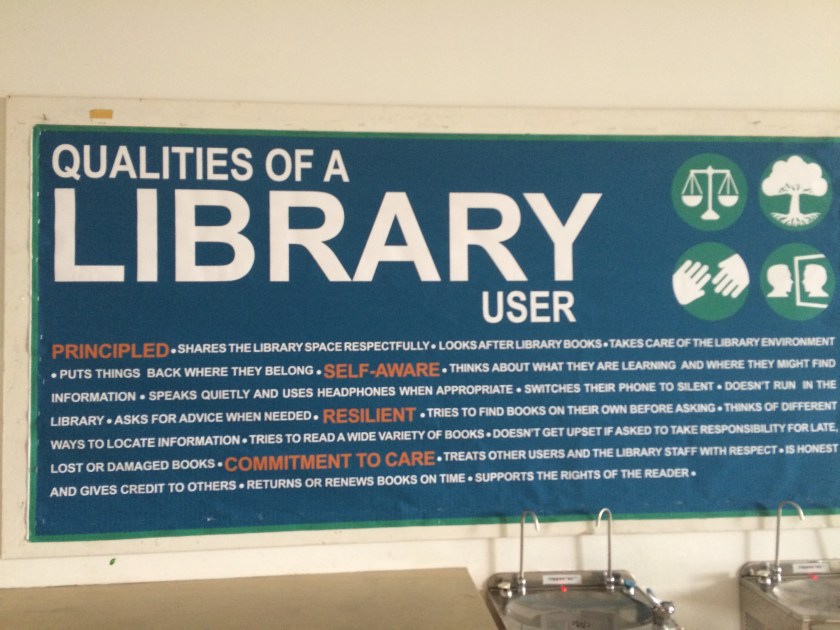 QUALITIES OF A
LIBRARY
USER
PRINCIPLED • SHARES THE LIBRARY SPACE RESPECTFULLY • LOOKS AFTER LIBRARY BOOKS • TAKES CARE OF THE LIBRARY ENVIRONMENT
• PUTS THINGS BACK WHERE THEY BELONG • SELF-AWARE • THINKS ABOUT WHAT THEY ARE LEARNING AND WHERE THEY MIGHT FIND
INFORMATION • SPEAKS QUIETLY AND USES HEADPHONES WHEN APPROPRIATE • SWITCHES THEIR PHONE TO SILENT • DOESN'T RUN IN THE
LIBRARY • ASKS FOR ADVICE WHEN NEEDED • RESILIENT • TRIES TO FIND BOOKS ON THEIR OWN BEFORE ASKING • THINKS OF DIFFERENT
WAYS TO LOCATE INFORMATION • TRIES TO READ A WIDE VARIETY OF BOOKS • DOESN'T GET UPSET IF ASKED TO TAKE RESPONSIBILITY FOR LATE,
LOST OR DAMAGED BOOKS • COMMITMENT TO CARE • TREATS OTHER USERS AND THE LIBRARY STAFF WITH RESPECT • IS HONEST
AND GIVES CREDIT TO OTHERS • RETURNS OR RENEWS BOOKS ON TIME • SUPPORTS THE RIGHTS OF THE READER •